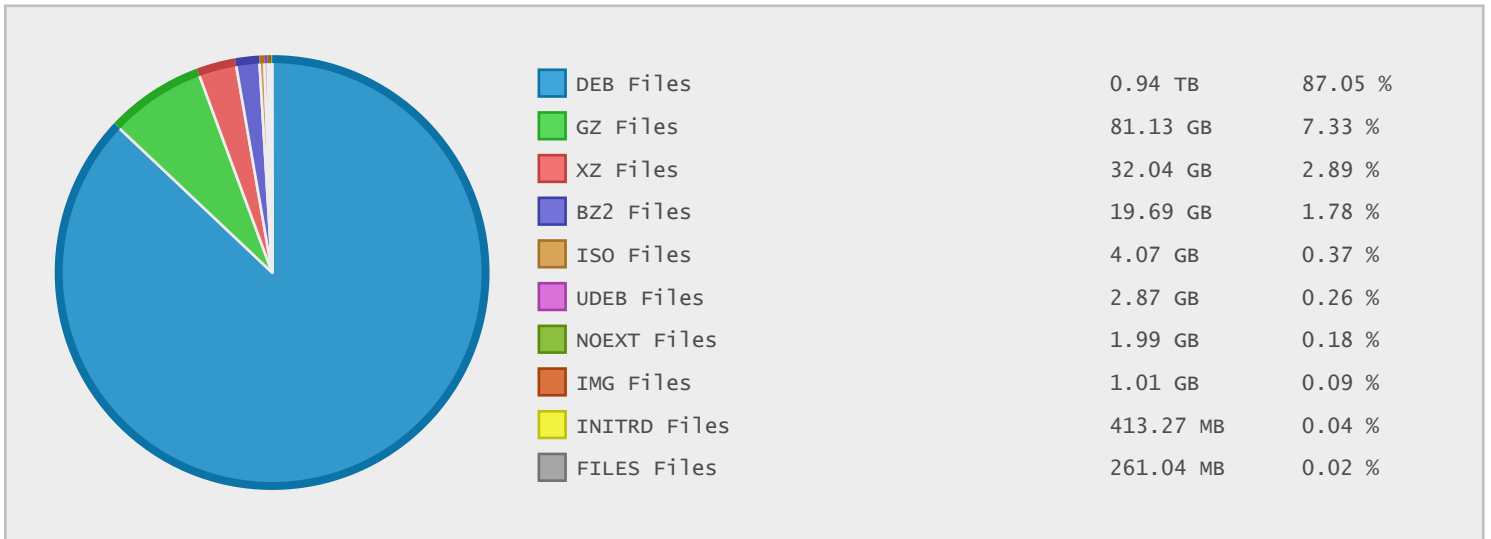 DEB Files 0.94 TB 87.05 %
GZ Files 81.13 GB 7.33 %
XZ Files 32.04 GB 2.89 %
BZ2 Files 19.69 GB 1.78 %
ISO Files 4.07 GB 0.37 %
UDEB Files 2.87 GB 0.26 %
NOEXT Files 1.99 GB 0.18 %
IMG Files 1.01 GB 0.09 %
INITRD Files 413.27 MB 0.04 %
FILES Files 261.04 MB 0.02 %